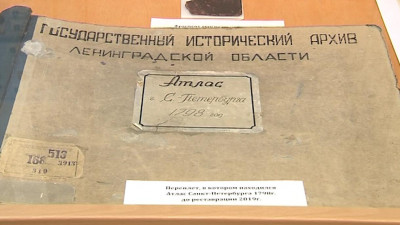 ГОСУДАРСТВЕННЫЙ ИСТОРИЧЕСКИЙ АРХИВ
ЛЕНИНГРАДСКОЙ ОБЛАСТИ
Атлас
С. Петербурга
1798
513
Переплет, в котором находился
Атлас Санкт-Петербурга 1798г.
до реставрации 2019г.